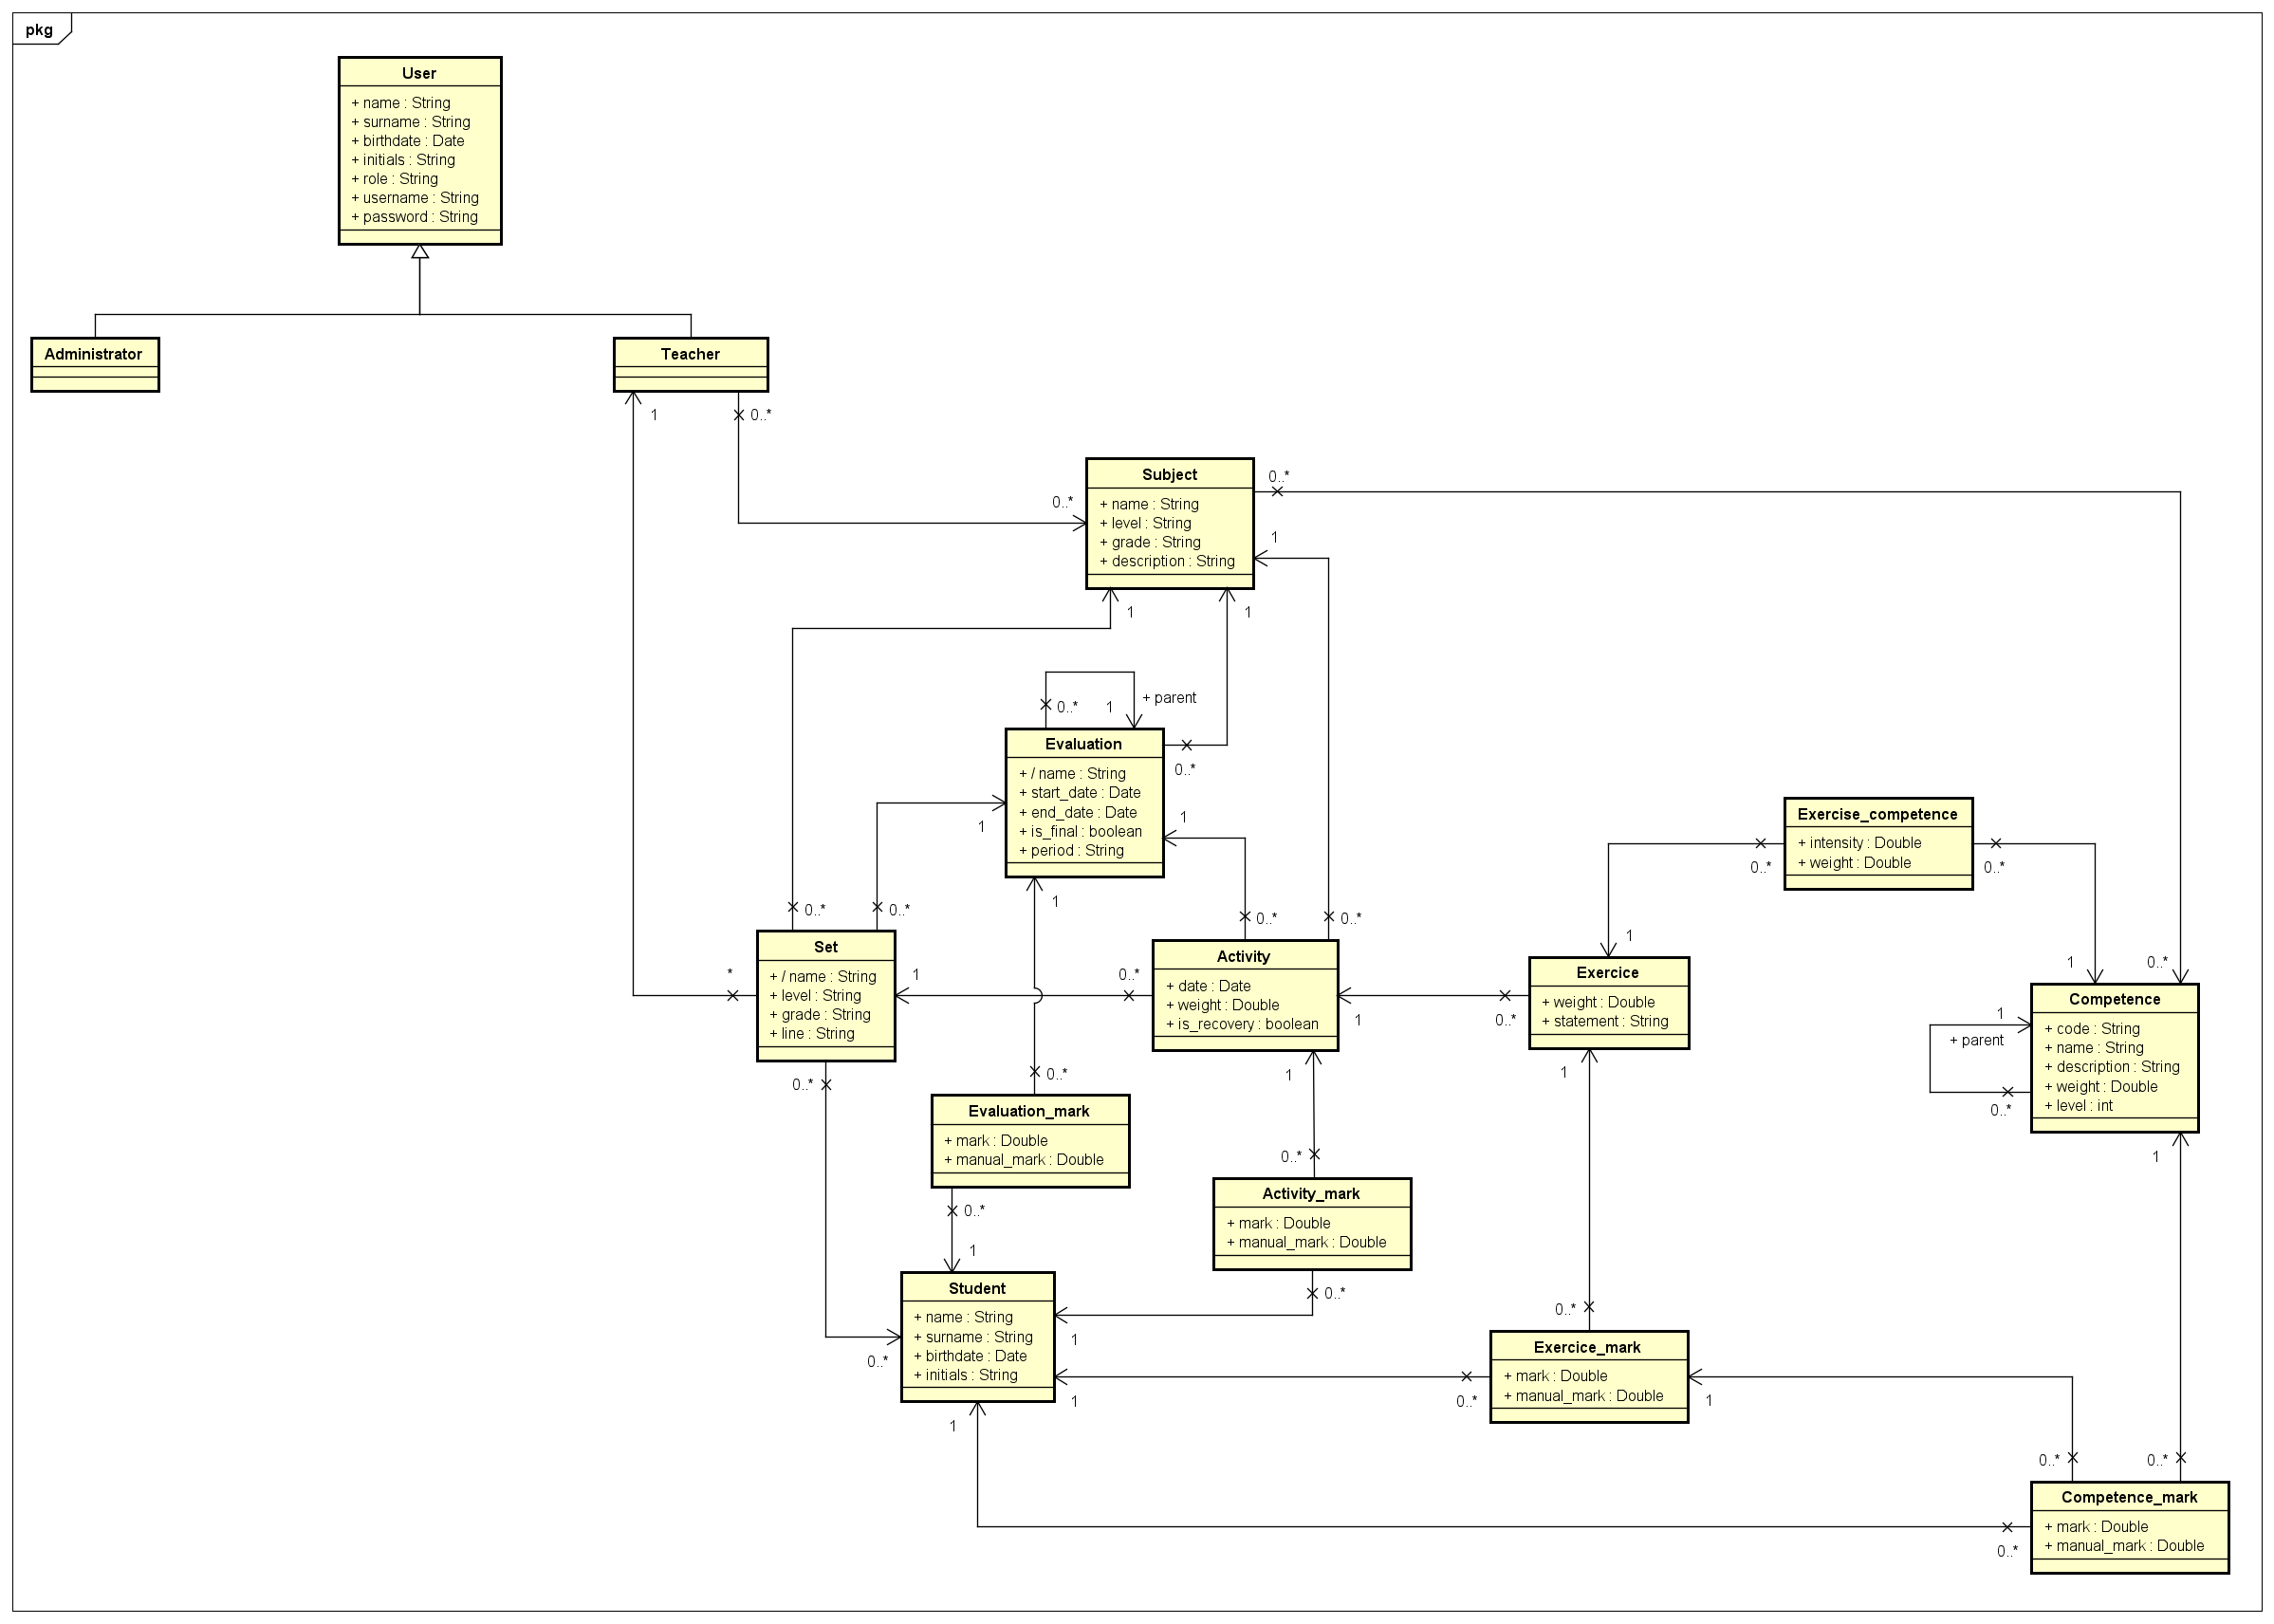 pkg
User
+ name : String
+ surname : String
+ birthdate : Date
+ initials : String
+ role : String
+ username : String
+ password : String
Administrator
Teacher
1
0..*
Subject
+ name : String
+ level : String
+ grade : String
+ description : String
0..*
0..*
1
1
1
+ parent
0..*
1
Evaluation
+ / name : String
+ start_date : Date
+ end_date : Date
+ is_final : boolean
+ period : String
0..*
1
1
1
Exercise_competence
+ intensity : Double
+ weight : Double
0..*
0..*
0..*
0..*
0..*
0..*
1
1
0..*
Set
+ / name : String
+ level : String
+ grade : String
+ line : String
*
1
0..*
Activity
+ date : Date
+ weight : Double
+ is_recovery : boolean
1
0..*
Exercice
+ weight : Double
+ statement : String
Competence
+ code : String
+ name : String
+ description : String
+ weight : Double
+ level : int
1
+ parent
0..*
0..*
0..*
1
1
1
Evaluation_mark
+ mark : Double
+ manual_mark : Double
0..*
1
0..*
Activity_mark
+ mark : Double
+ manual_mark : Double
0..*
Student
+ name : String
+ surname : String
+ birthdate : Date
+ initials : String
0..*
1
1
1
0..*
0..*
Exercice_mark
+ mark : Double
+ manual_mark : Double
1
0..*
0..*
Competence_mark
+ mark : Double
+ manual_mark : Double
0..*